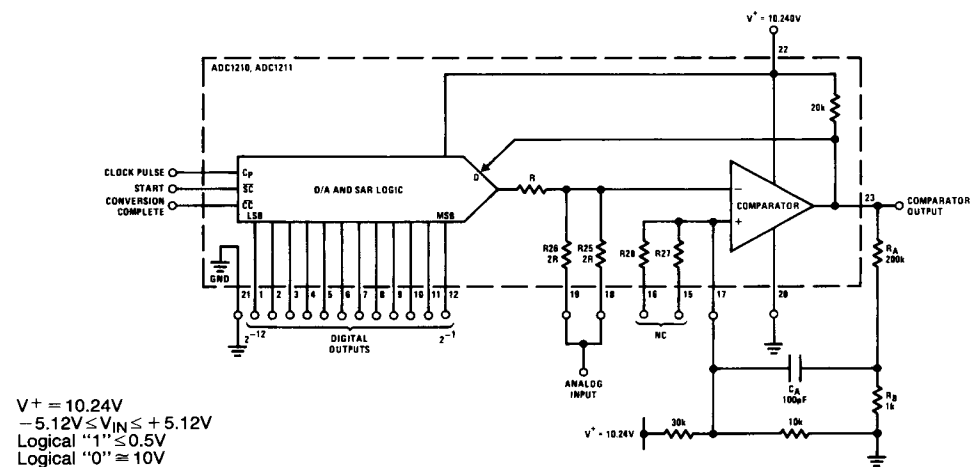 V+ = 10.240V
22
ADC1210, ADC1211
20k
D
CLOCK PULSE
CP
START
SC
CONVERSION
COMPLETE
CC
D/A AND SAR LOGIC
LSB
MSB
R
−
COMPARATOR
+
23
COMPARATOR
OUTPUT
R26
2R
R25
2R
R28
R27
RA
200k
GND
21
1
2
3
4
5
6
7
8
9
10
11
12
19
18
16
15
17
20
2-12
DIGITAL
OUTPUTS
2-1
NC
ANALOG
INPUT
CA
100pF
RB
1k
V+ = 10.24V
30k
10k
V+ = 10.24V
−5.12V≤VIN≤ +5.12V
Logical “1”≤0.5V
Logical “0”≅10V